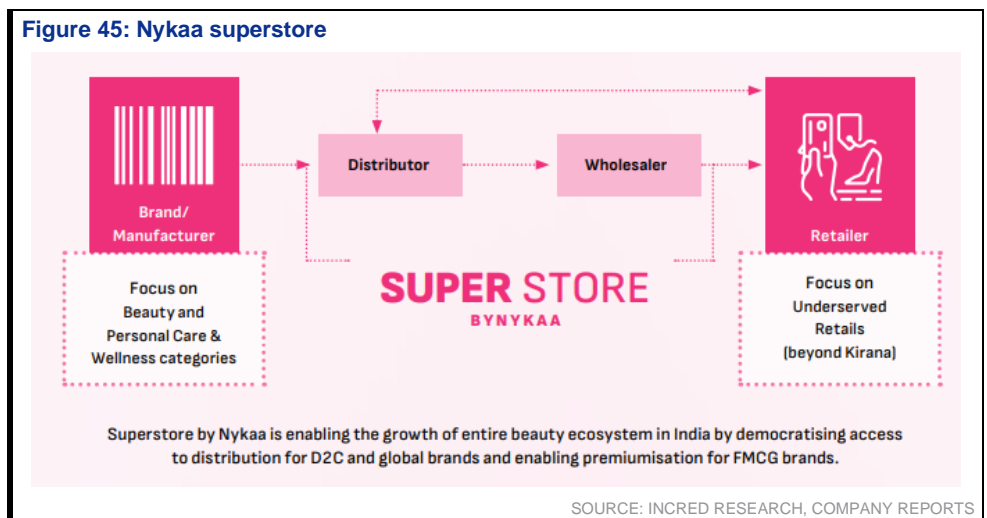 Figure 45: Nykaa superstore
Distributor
Wholesaler
Brand/
Manufacturer
Retailer
Focus on
Beauty and
Personal Care &
Wellness categories
SUPER STORE
BYNYKAA
Focus on
Underserved
Retails
(beyond Kirana)
Superstore by Nykaa is enabling the growth of entire beauty ecosystem in India by democratising access
to distribution for D2C and global brands and enabling premiumisation for FMCG brands.
SOURCE: INCRED RESEARCH, COMPANY REPORTS